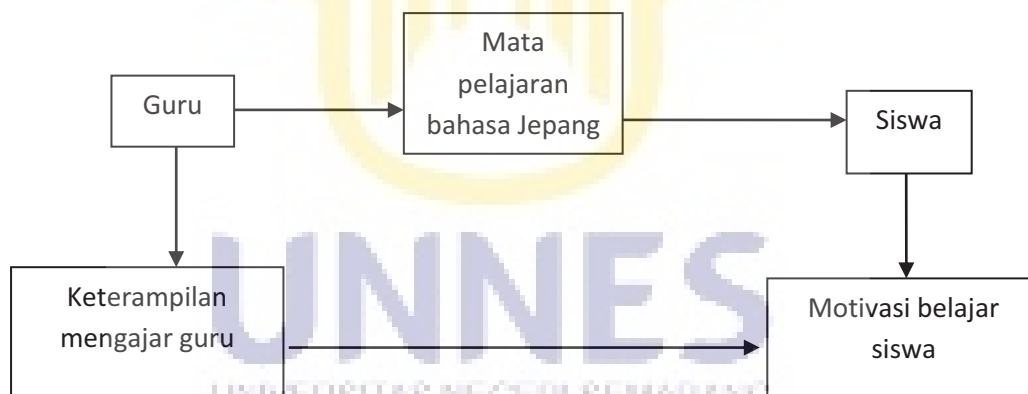 Mata
pelajaran
bahasa Jepang
Guru
Siswa
Keterampilan
mengajar guru
Motivasi belajar
siswa
UNNES